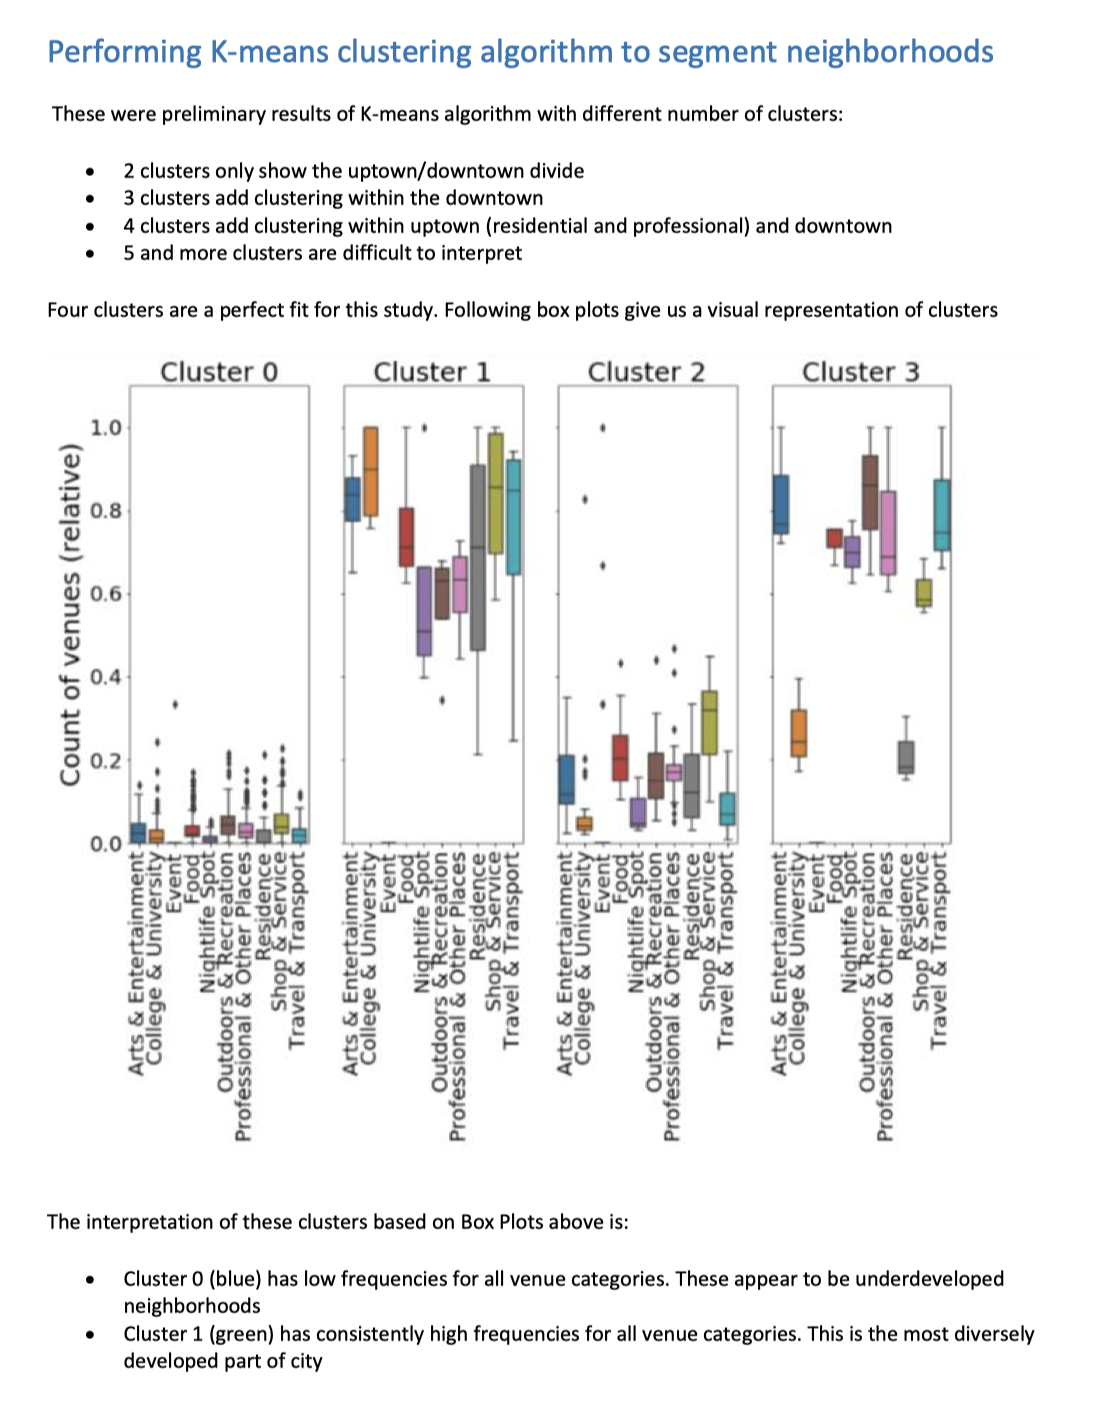 Performing K-means clustering algorithm to segment neighborhoods
These were preliminary results of K-means algorithm with different number of clusters:
• 2 clusters only show the uptown/downtown divide
• 3 clusters add clustering within the downtown
• 4 clusters add clustering within uptown (residential and professional) and downtown
• 5 and more clusters are difficult to interpret
Four clusters are a perfect fit for this study. Following box plots give us a visual representation of clusters
Cluster 0
Cluster 1
Cluster 2
Cluster 3
Count of venues (relative)
1.0
0.8
0.6
0.4
0.2
0.0
Arts & Entertainment
College & University
Event
Food
Nightlife Spot
Outdoors & Recreation
Professional & Other Places
Residence
Shop & Service
Travel & Transport
Arts & Entertainment
College & University
Event
Food
Nightlife Spot
Outdoors & Recreation
Professional & Other Places
Residence
Shop & Service
Travel & Transport
Arts & Entertainment
College & University
Event
Food
Nightlife Spot
Outdoors & Recreation
Professional & Other Places
Residence
Shop & Service
Travel & Transport
Arts & Entertainment
College & University
Event
Food
Nightlife Spot
Outdoors & Recreation
Professional & Other Places
Residence
Shop & Service
Travel & Transport
The interpretation of these clusters based on Box Plots above is:
• Cluster 0 (blue) has low frequencies for all venue categories. These appear to be underdeveloped
neighborhoods
• Cluster 1 (green) has consistently high frequencies for all venue categories. This is the most diversely
developed part of city